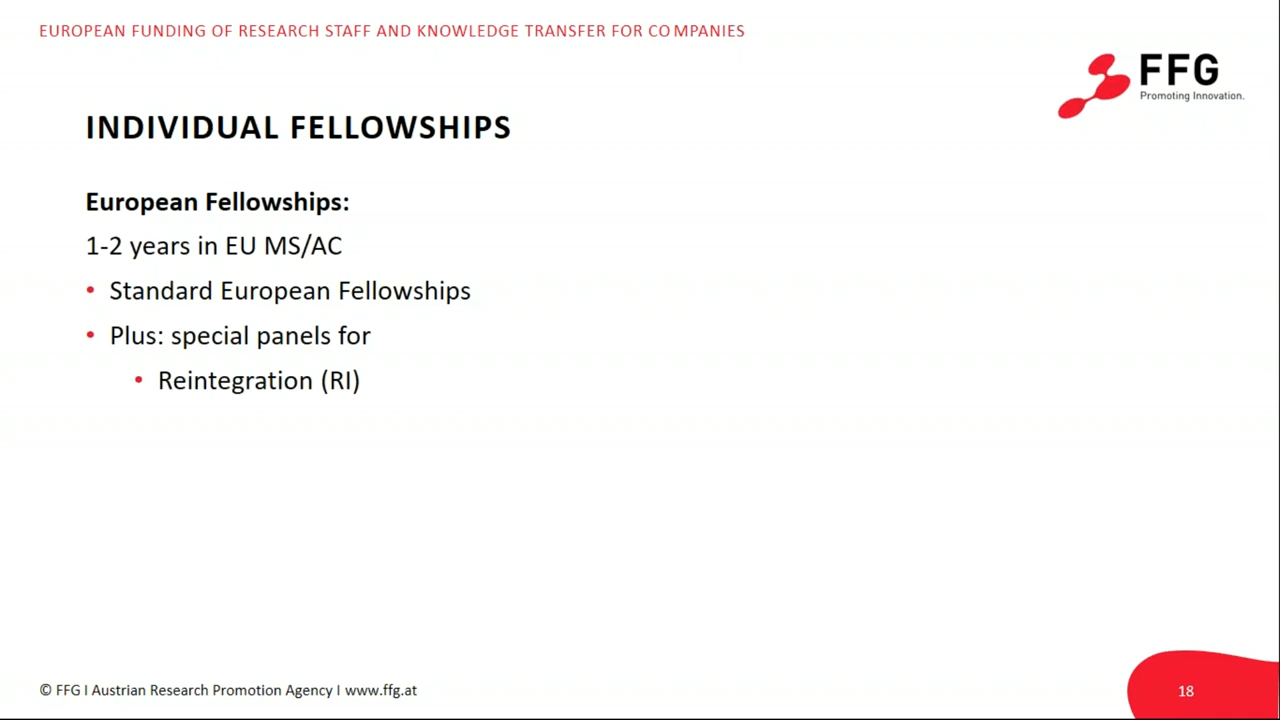 EUROPEAN FUNDING OF RESEARCH STAFF AND KNOWLEDGE TRANSFER FOR COMPANIES
FFG
Promoting Innovation.
INDIVIDUAL FELLOWSHIPS
European Fellowships:
1-2 years in EU MS/AC
• Standard European Fellowships
• Plus: special panels for
• Reintegration (RI)
© FFG I Austrian Research Promotion Agency I www.ffg.at
18